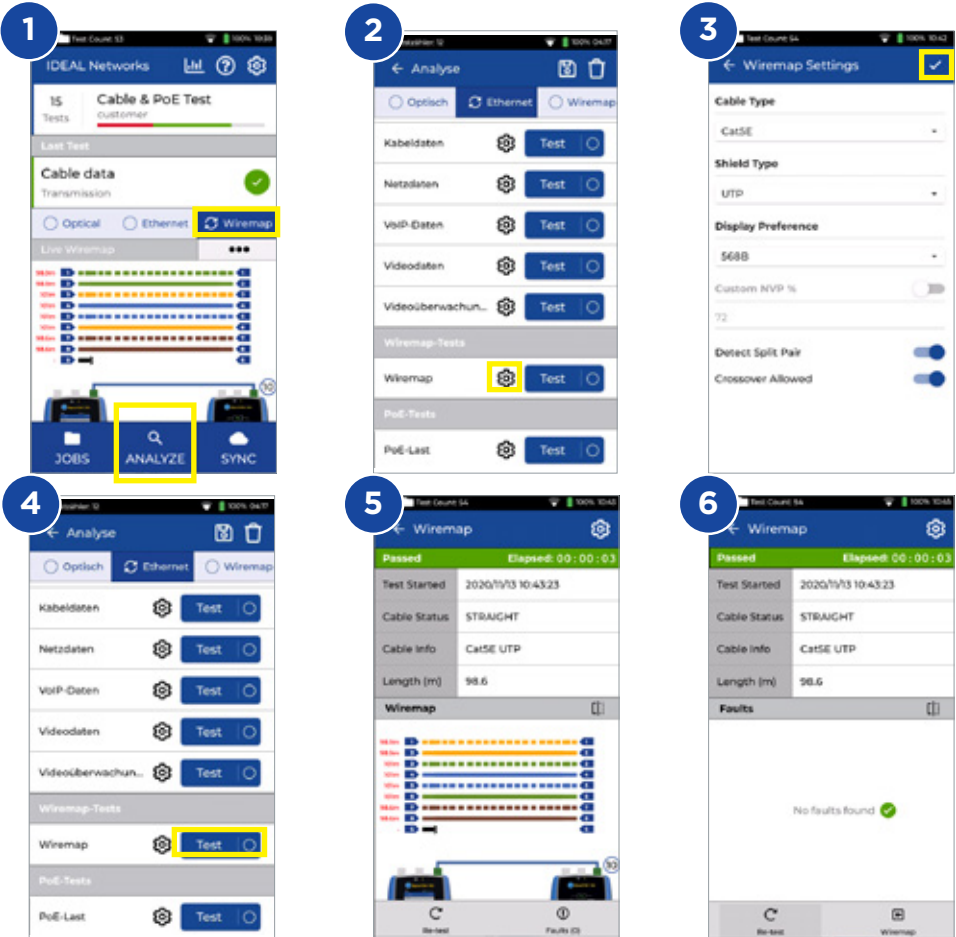 1
Test Count: 53
100% 10:39
IDEAL Networks
15
Tests
Cable & PoE Test
customer
Last Test
Cable data
Transmission
Optical
Ethernet
Wiremap
Live Wiremap
JOBS
ANALYZE
SYNC
2
100% 04:17
Analyse
Optisch
Ethernet
Wiremap
Kabeldaten
Test
Netzdaten
Test
VoIP-Daten
Test
Videodaten
Test
Videoüberwachun...
Test
Wiremap-Tests
Wiremap
Test
PoE-Tests
PoE-Last
Test
3
Test Count: 54
100% 10:42
Wiremap Settings
Cable Type
Cat5E
Shield Type
UTP
Display Preference
568B
Custom NVP %
72
Detect Split Pair
Crossover Allowed
4
100% 04:17
Analyse
Optisch
Ethernet
Wiremap
Kabeldaten
Test
Netzdaten
Test
VoIP-Daten
Test
Videodaten
Test
Videoüberwachun...
Test
Wiremap-Tests
Wiremap
Test
PoE-Tests
PoE-Last
Test
5
Test Count: 54
100% 10:43
Wiremap
Passed
Elapsed: 00:00:03
Test Started
2020/11/13 10:43:23
Cable Status
STRAIGHT
Cable Info
Cat5E UTP
Length (m)
98.6
Wiremap
Re-test
Faults (0)
6
Test Count: 54
100%
Wiremap
Passed
Elapsed: 00:00:03
Test Started
2020/11/13 10:43:23
Cable Status
STRAIGHT
Cable Info
Cat5E UTP
Length (m)
98.6
Faults
No faults found
Re-test
Wiremap